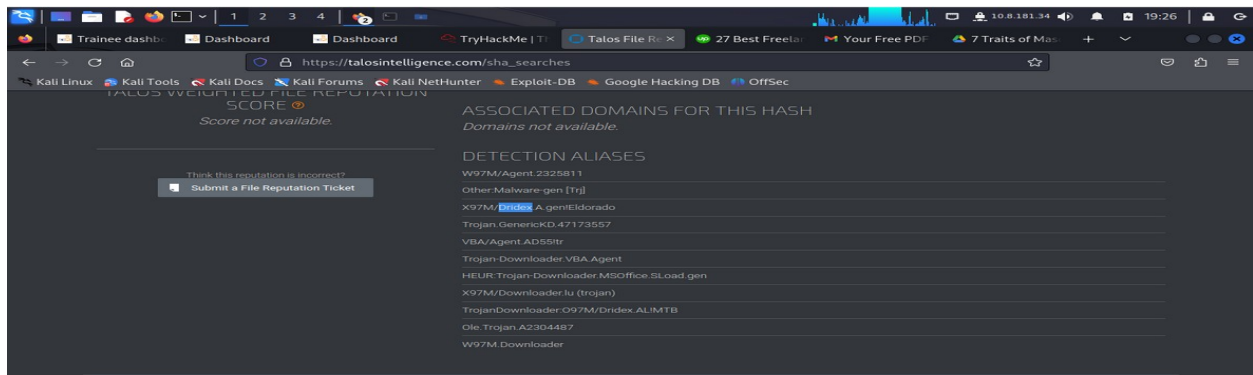 1 2 3 4 2 10.8.181.34 19:26
Trainee dashb Dashboard Dashboard TryHackMe | Th Talos File Re 27 Best Freelan Your Free PDF 7 Traits of Mas
https://talosintelligence.com/sha_searches
Kali Linux Kali Tools Kali Docs Kali Forums Kali NetHunter Exploit-DB Google Hacking DB OffSec
TALOS WEIGHTED FILE REPUTATION
SCORE
Score not available.
Think this reputation is incorrect?
Submit a File Reputation Ticket
ASSOCIATED DOMAINS FOR THIS HASH
Domains not available.
DETECTION ALIASES
W97M/Agent.2325811
Other:Malware-gen [Trj]
X97M/Dridex.A.gen!Eldorado
Trojan.GenericKD.47173557
VBA/Agent.AD55!tr
Trojan-Downloader.VBA.Agent
HEUR:Trojan-Downloader.MSOffice.SLoad.gen
X97M/Downloader.lu (trojan)
TrojanDownloader:O97M/Dridex.AL!MTB
Ole.Trojan.A2304487
W97M.Downloader